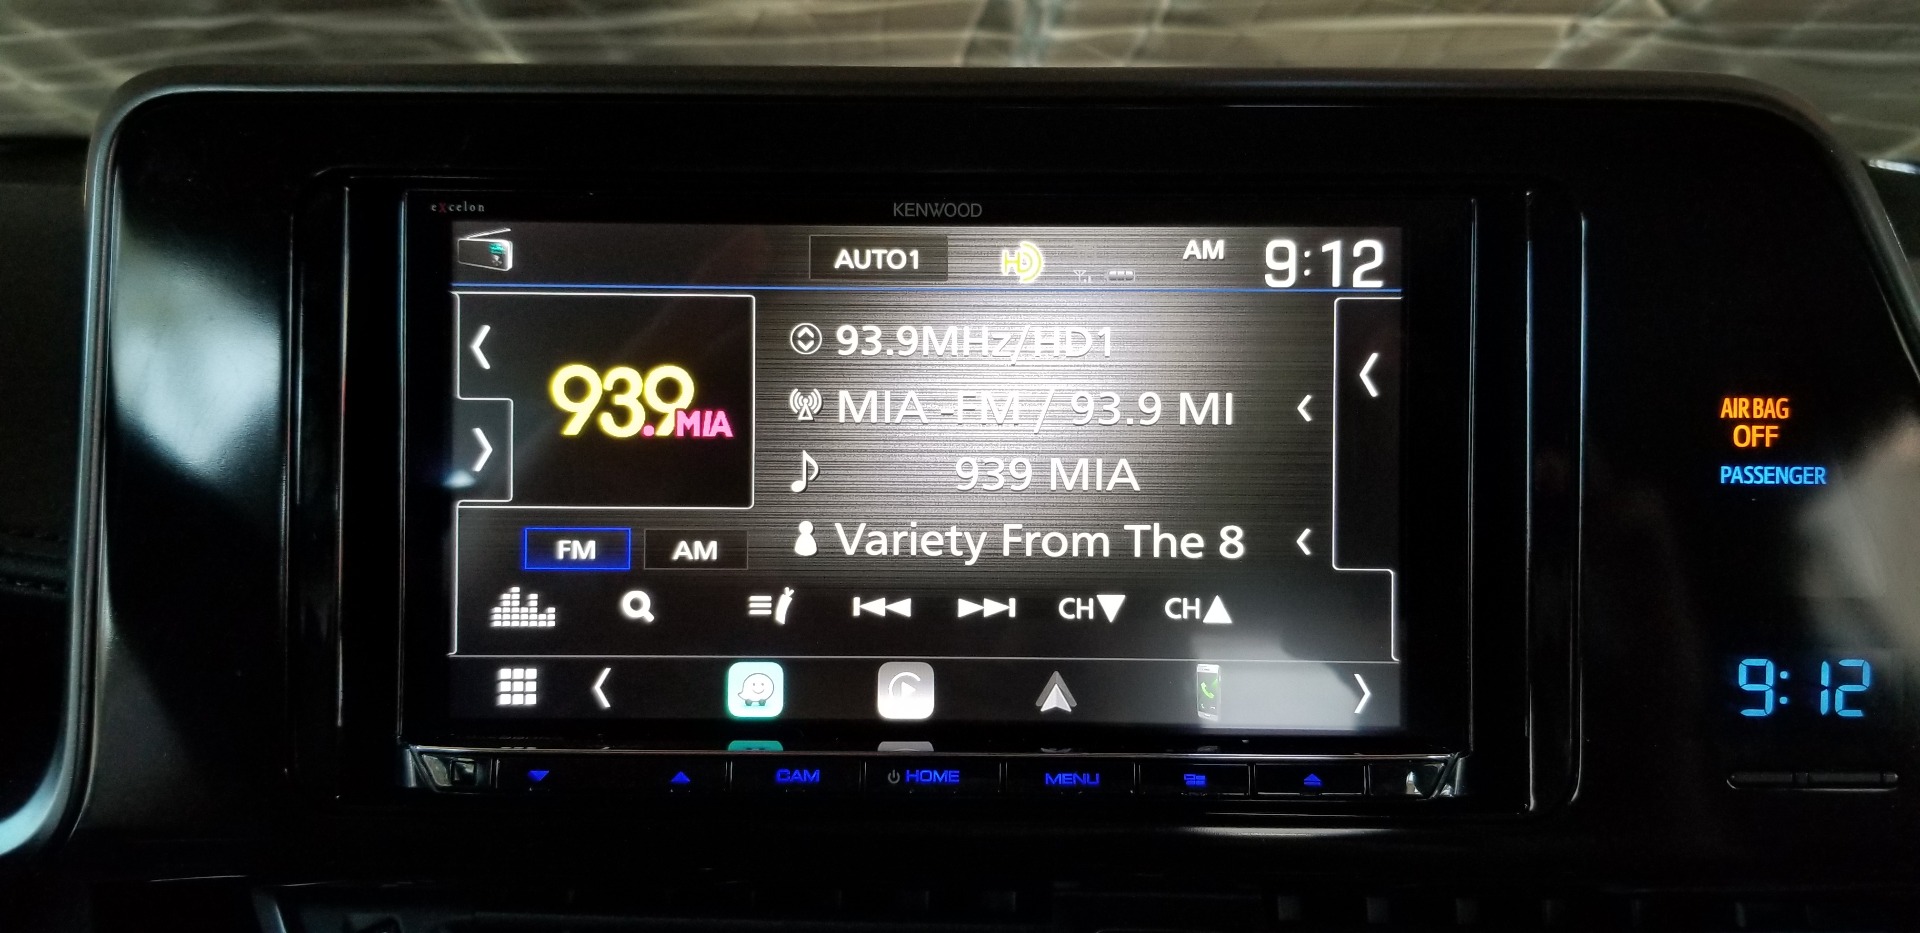 excelon
KENWOOD
AUTO1
HD
AM 9:12
93.9MHz/HD1
939.MIA
MIA-FM / 93.9 MI
939 MIA
Variety From The 8
FM
AM
CH▼
CH▲
CAM
HOME
MENU
AIR BAG
OFF
PASSENGER
9:12